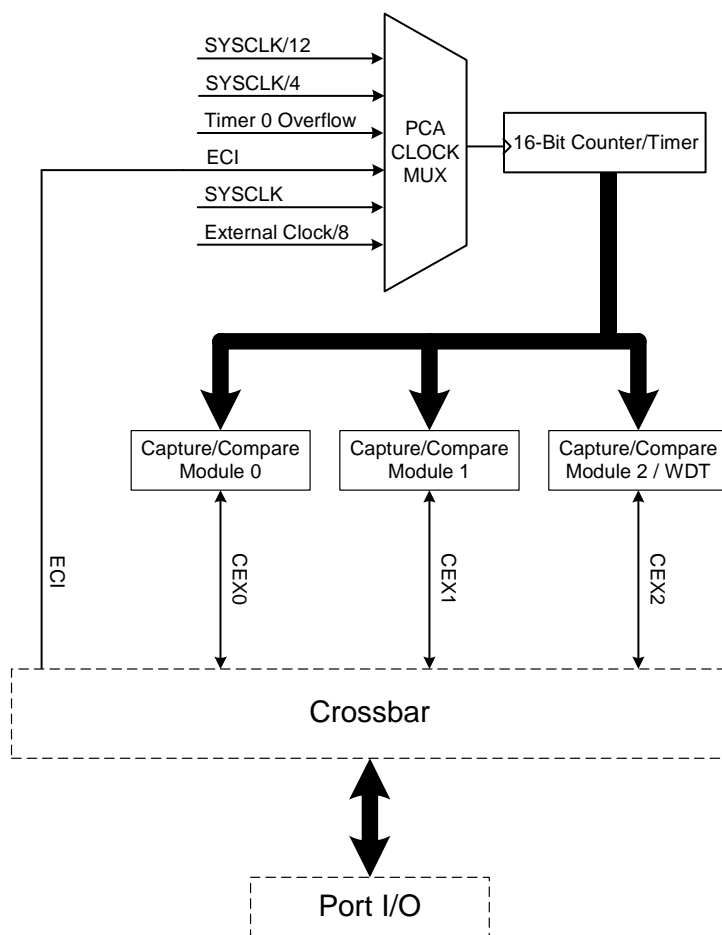 SYSCLK/12
SYSCLK/4
Timer 0 Overflow
ECI
SYSCLK
External Clock/8
PCA
CLOCK
MUX
16-Bit Counter/Timer
Capture/Compare
Module 0
Capture/Compare
Module 1
Capture/Compare
Module 2 / WDT
ECI
CEX0
CEX1
CEX2
Crossbar
Port I/O